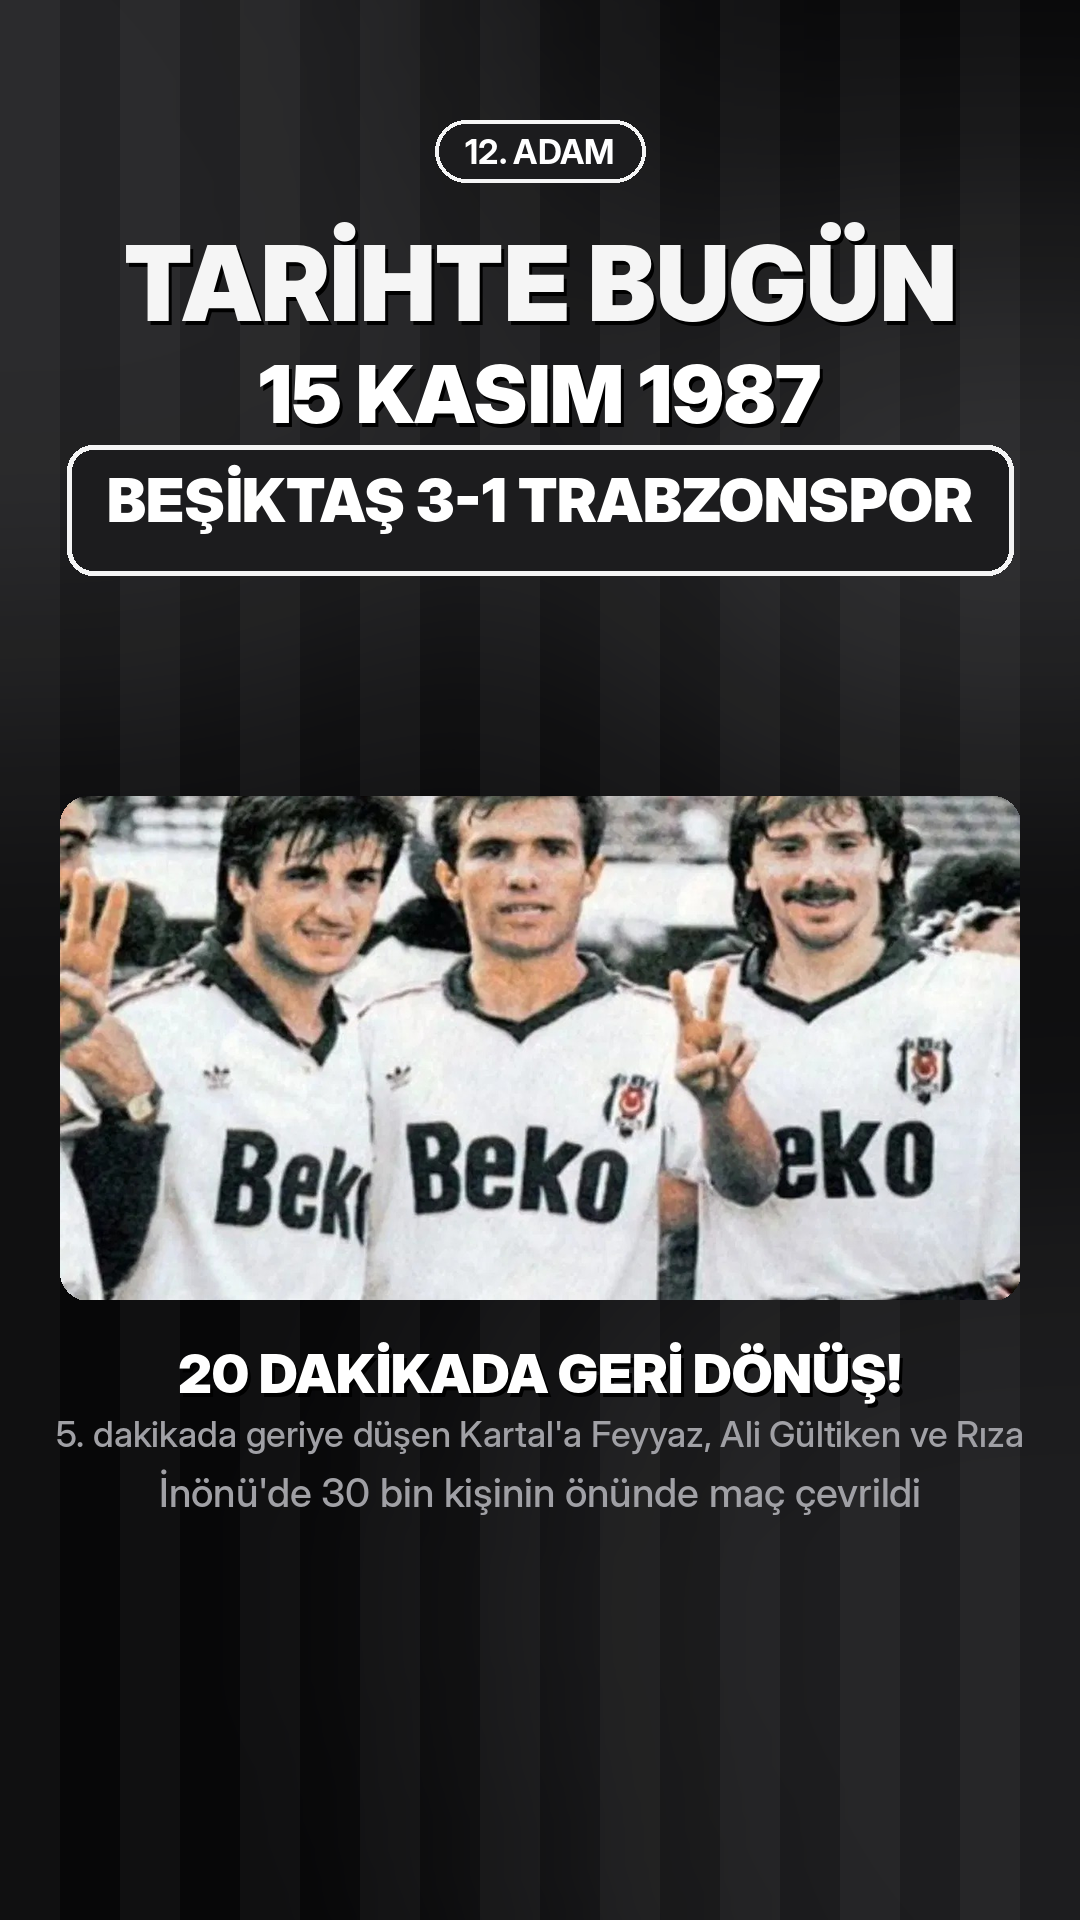 12. ADAM
TARİHTE BUGÜN
15 KASIM 1987
BEŞİKTAŞ 3-1 TRABZONSPOR
Beko
Beko
eko
20 DAKİKADA GERİ DÖNÜŞ!
5. dakikada geriye düşen Kartal'a Feyyaz, Ali Gültiken ve Rıza
İnönü'de 30 bin kişinin önünde maç çevrildi